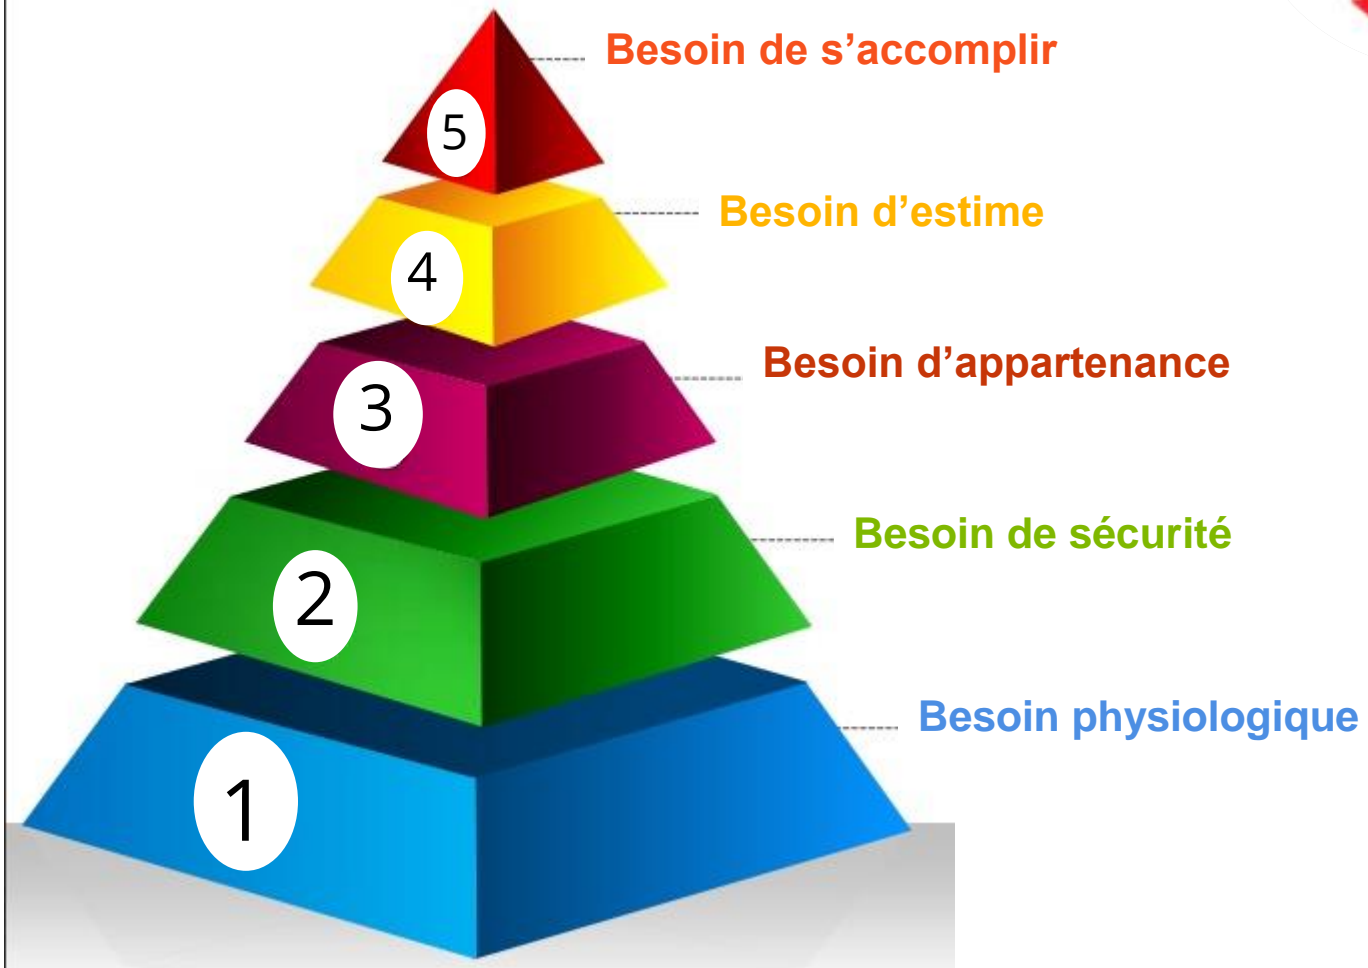 Besoin de s’accomplir
5
Besoin d’estime
4
Besoin d’appartenance
3
Besoin de sécurité
2
Besoin physiologique
1